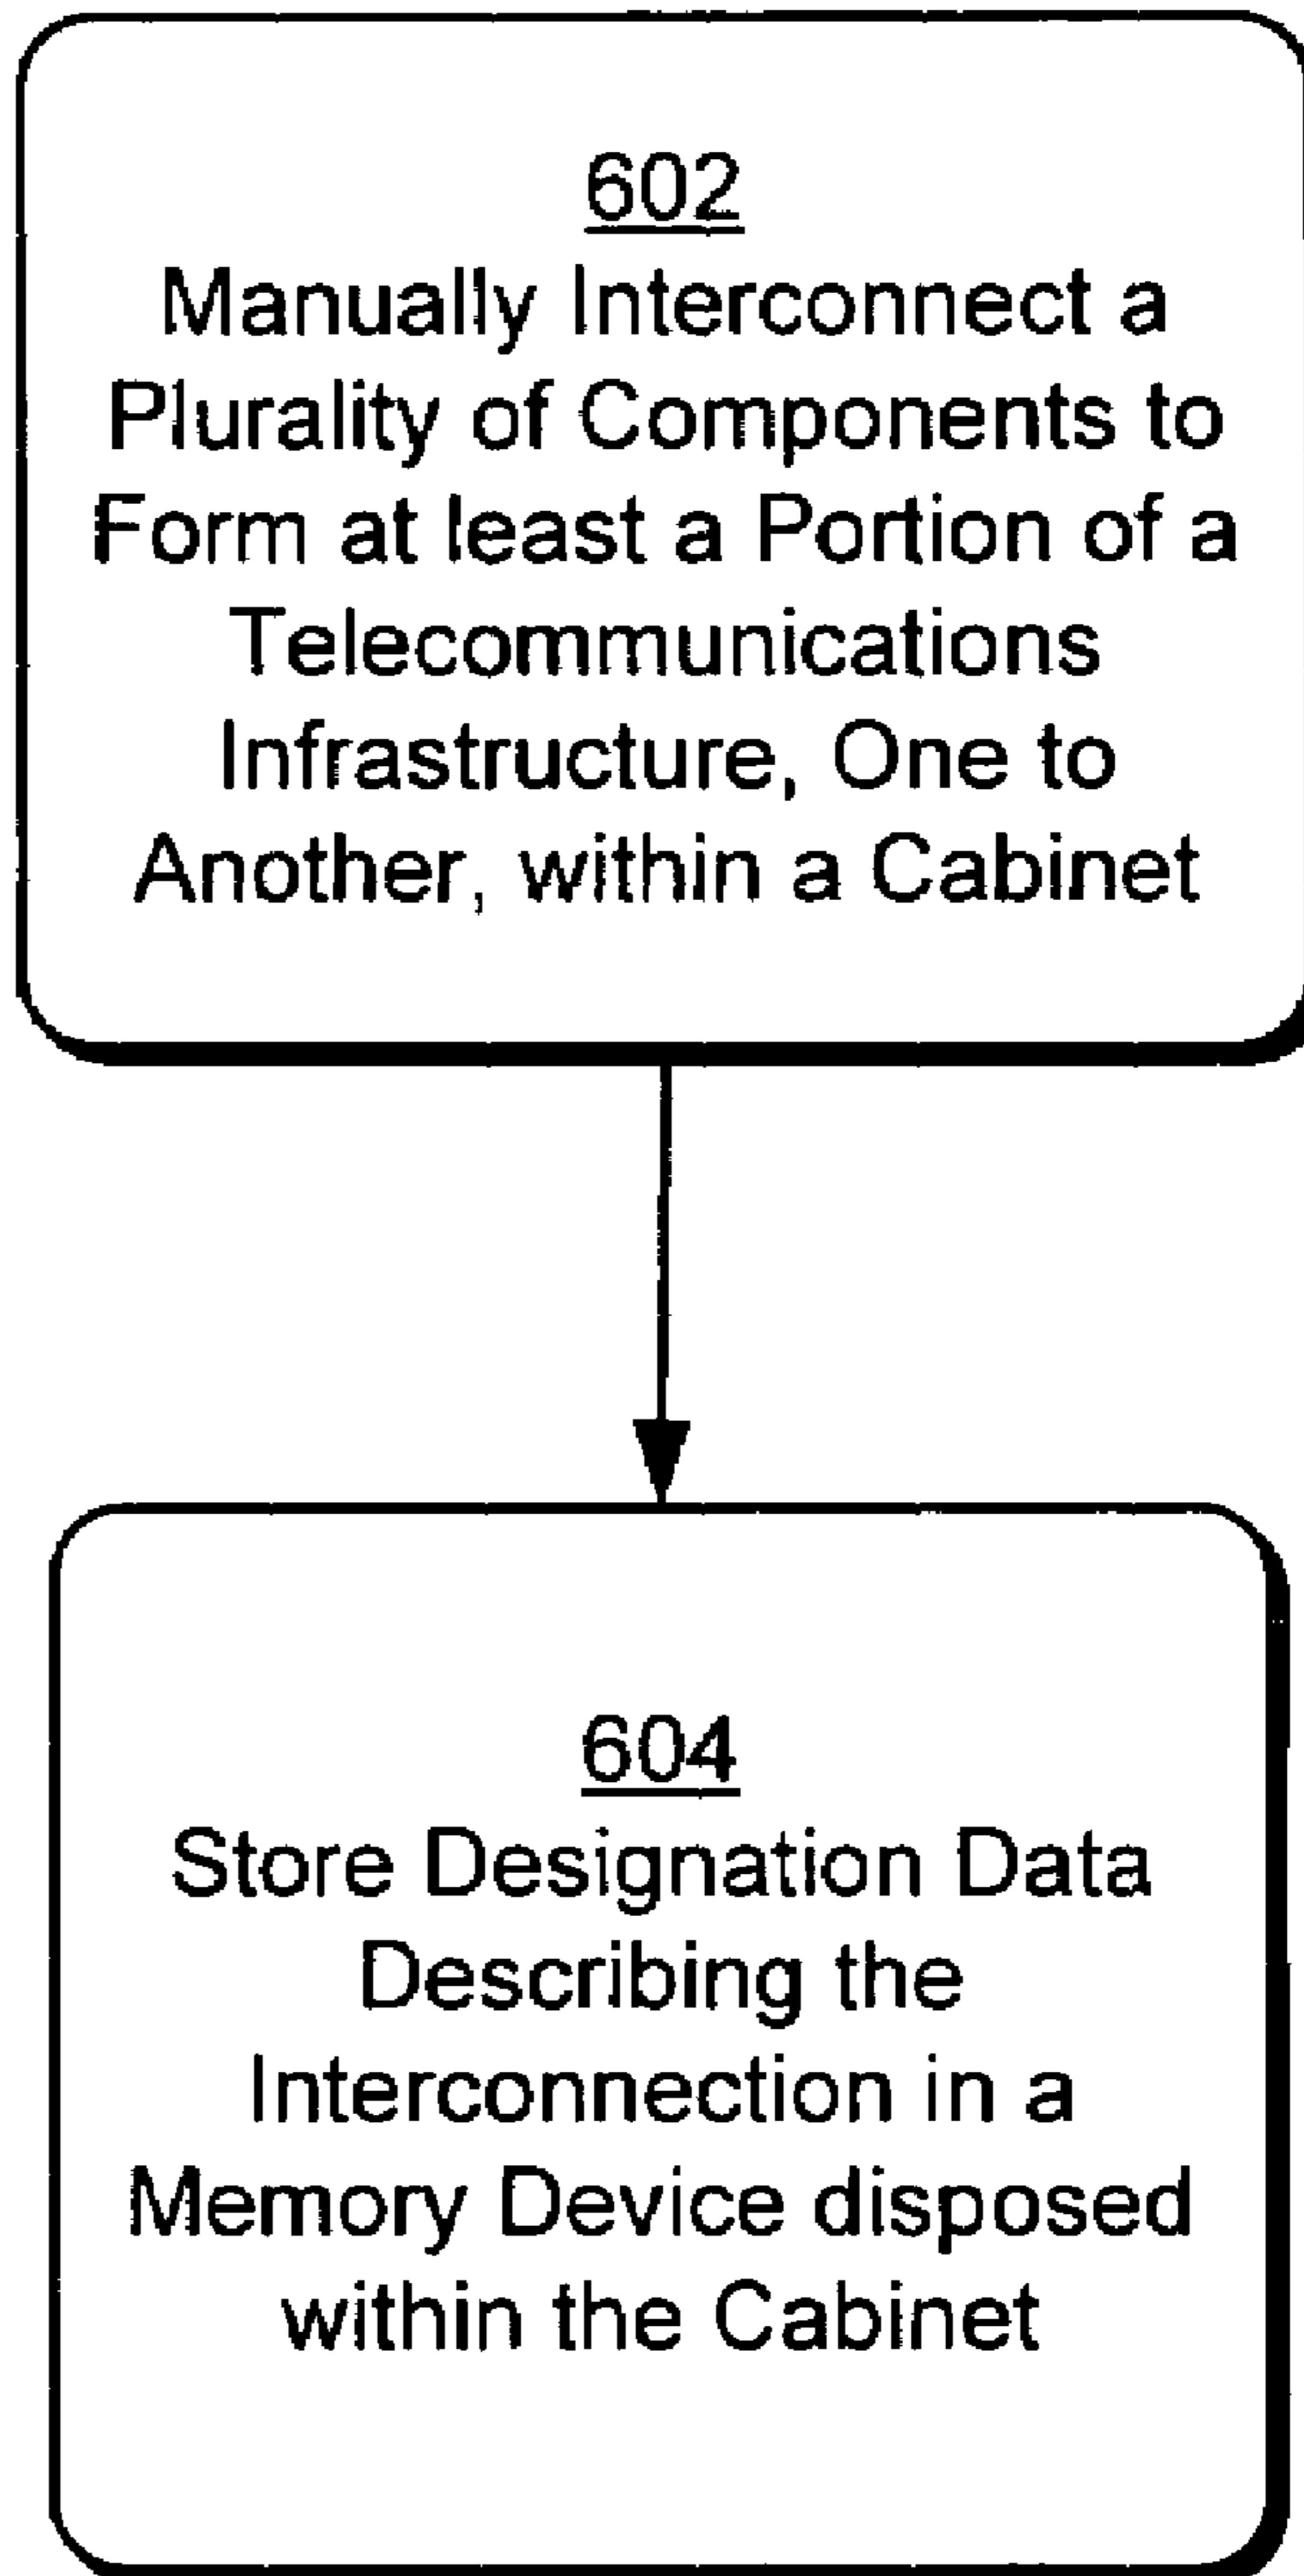 602
Manually Interconnect a
Plurality of Components to
Form at least a Portion of a
Telecommunications
Infrastructure, One to
Another, within a Cabinet
604
Store Designation Data
Describing the
Interconnection in a
Memory Device disposed
within the Cabinet